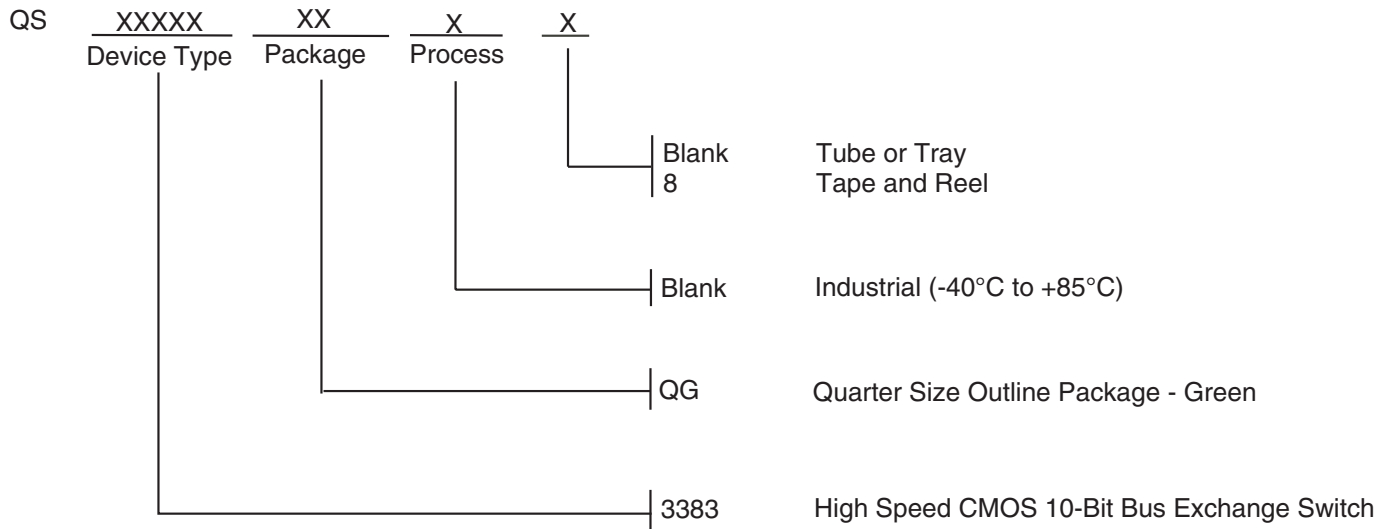 QS XXXXX XX X X
Device Type Package Process
Blank Tube or Tray
8 Tape and Reel
Blank Industrial (-40°C to +85°C)
QG Quarter Size Outline Package - Green
3383 High Speed CMOS 10-Bit Bus Exchange Switch